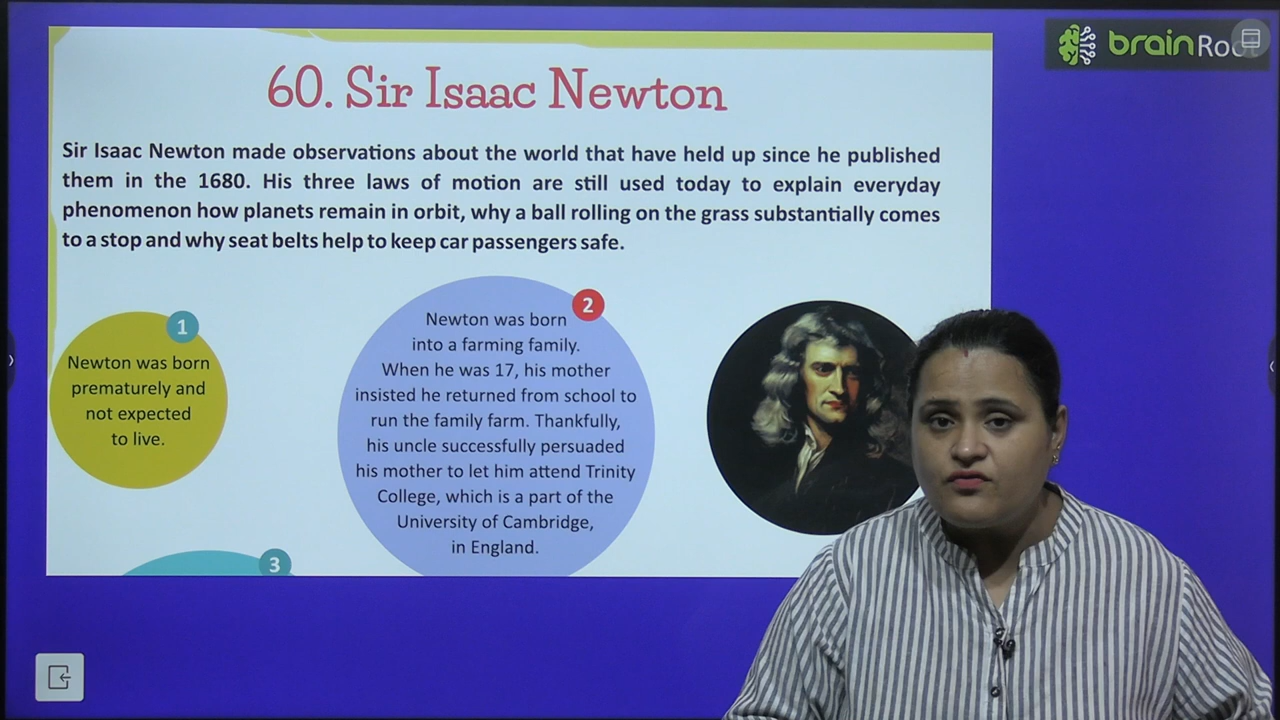 brainRoot
60. Sir Isaac Newton
Sir Isaac Newton made observations about the world that have held up since he published
them in the 1680. His three laws of motion are still used today to explain everyday
phenomenon how planets remain in orbit, why a ball rolling on the grass substantially comes
to a stop and why seat belts help to keep car passengers safe.
1
Newton was born
prematurely and
not expected
to live.
2
Newton was born
into a farming family.
When he was 17, his mother
insisted he returned from school to
run the family farm. Thankfully,
his uncle successfully persuaded
his mother to let him attend Trinity
College, which is a part of the
University of Cambridge,
in England.
3